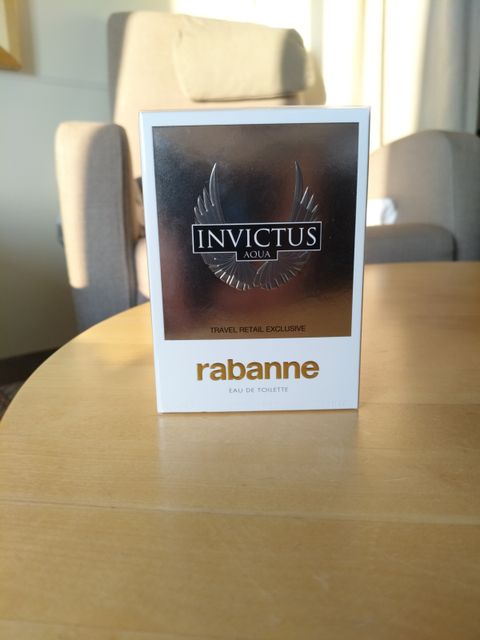 INVICTUS
AQUA
TRAVEL RETAIL EXCLUSIVE
rabanne
EAU DE TOILETTE